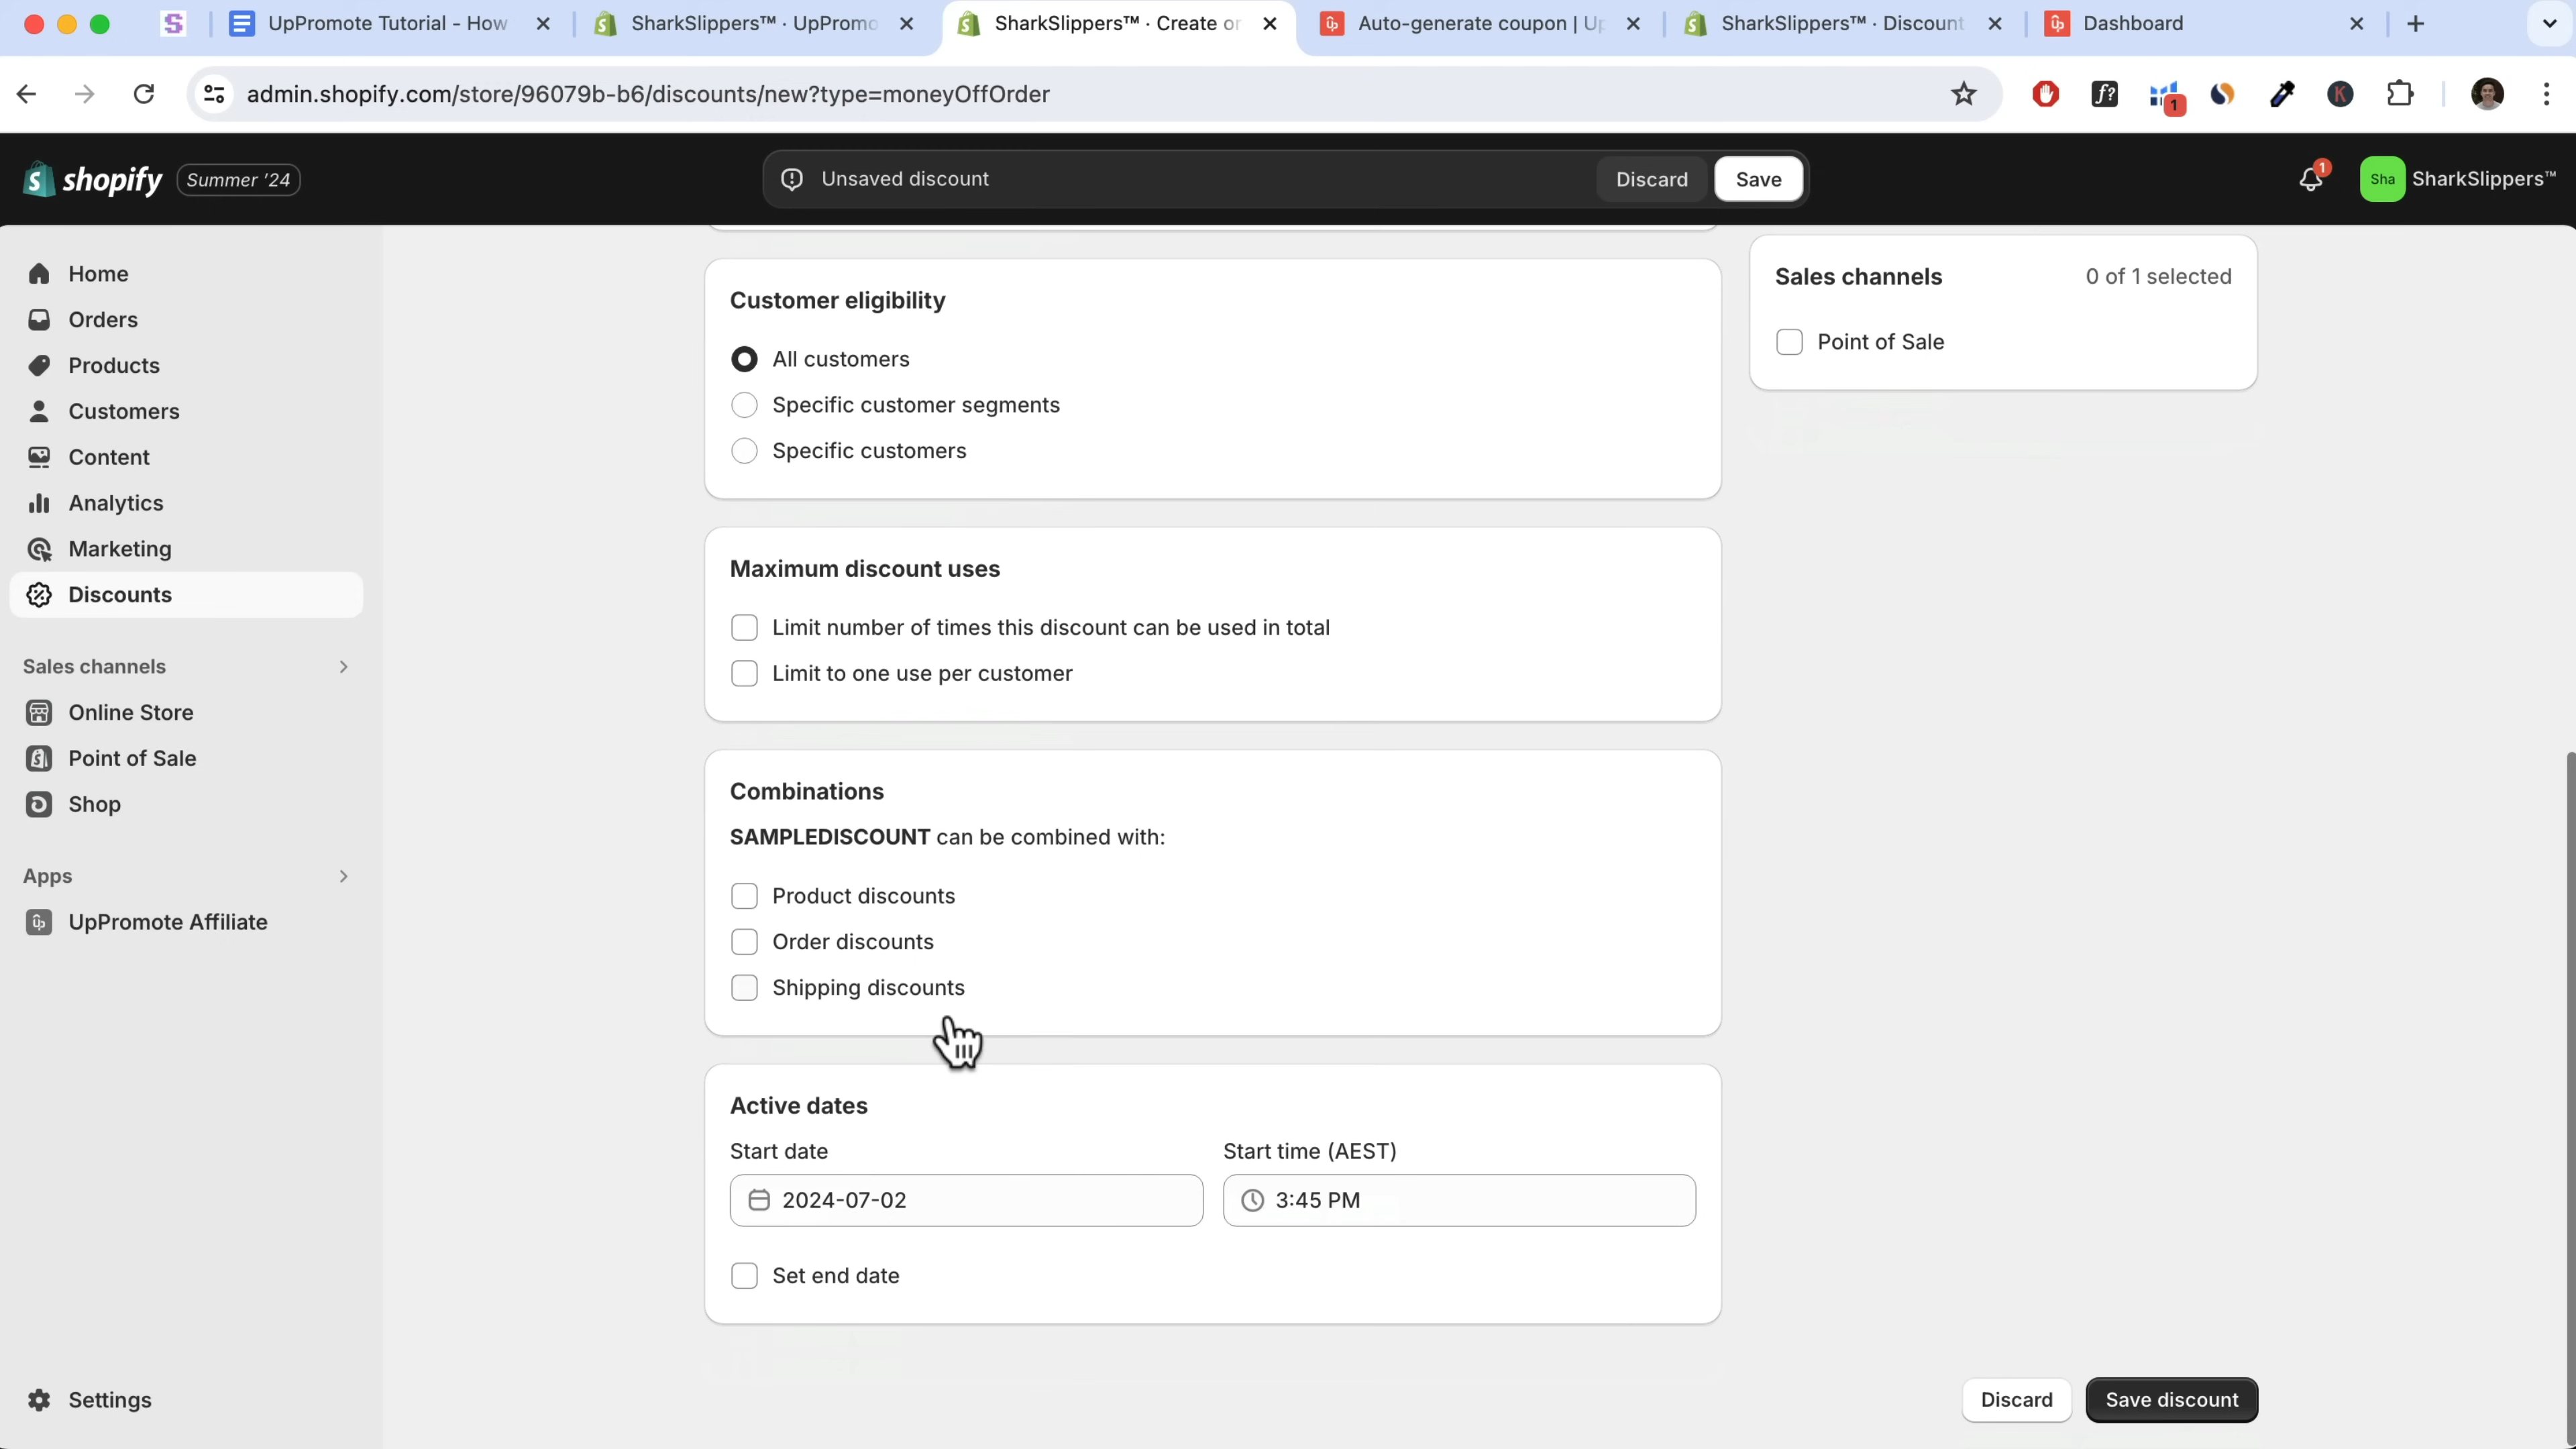 UpPromote Tutorial - How
SharkSlippers™ · UpPromo
SharkSlippers™ · Create or
Auto-generate coupon | Up
SharkSlippers™ · Discount
Dashboard
admin.shopify.com/store/96079b-b6/discounts/new?type=moneyOffOrder
1
shopify
Summer '24
Unsaved discount
Discard
Save
1
Sha
SharkSlippers™
Home
Orders
Products
Customers
Content
Analytics
Marketing
Discounts
Sales channels
Online Store
Point of Sale
Shop
Apps
UpPromote Affiliate
Settings
Customer eligibility
All customers
Specific customer segments
Specific customers
Maximum discount uses
Limit number of times this discount can be used in total
Limit to one use per customer
Combinations
SAMPLEDISCOUNT can be combined with:
Product discounts
Order discounts
Shipping discounts
Active dates
Start date
Start time (AEST)
2024-07-02
3:45 PM
Set end date
Sales channels
0 of 1 selected
Point of Sale
Discard
Save discount